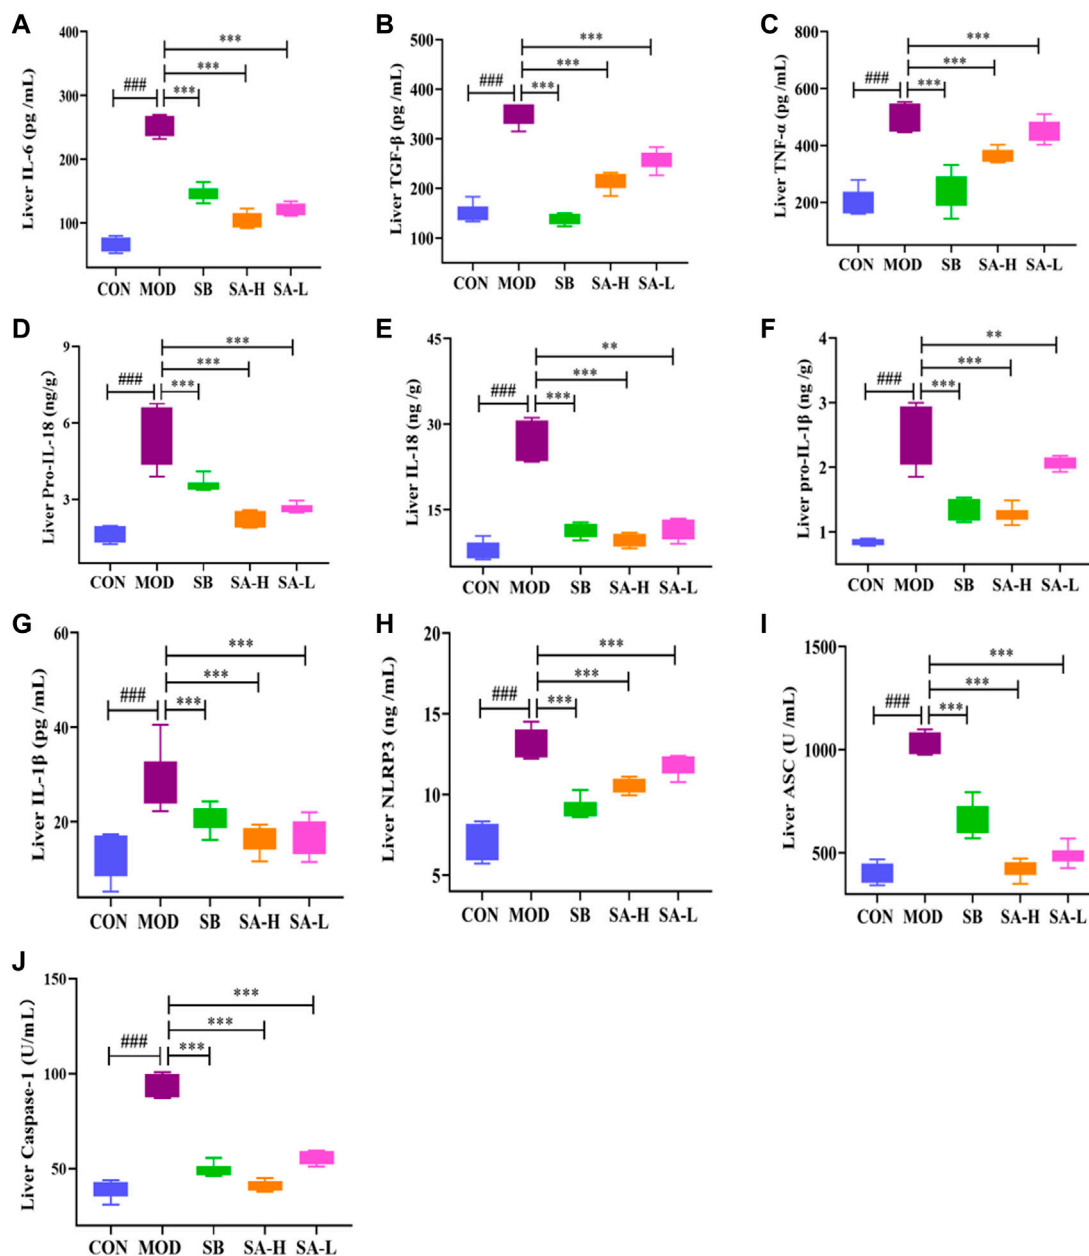 A
Liver IL-6 (pg /mL)
400
300
200
100
###
***
***
***
CON MOD SB SA-H SA-L
B
Liver TGF-β (pg /mL)
500
400
300
200
100
###
***
***
***
CON MOD SB SA-H SA-L
C
Liver TNF-α (pg /mL)
800
600
400
200
###
***
***
***
CON MOD SB SA-H SA-L
D
Liver Pro-IL-18 (ng/g)
9
6
3
###
***
***
***
CON MOD SB SA-H SA-L
E
Liver IL-18 (ng/g)
45
30
15
###
***
***
**
CON MOD SB SA-H SA-L
F
Liver pro-IL-1β (ng /g)
4
3
2
1
###
***
***
**
CON MOD SB SA-H SA-L
G
Liver IL-1β (pg /mL)
60
40
20
###
***
***
***
CON MOD SB SA-H SA-L
H
Liver NLRP3 (ng /mL)
20
15
10
5
###
***
***
***
CON MOD SB SA-H SA-L
I
Liver ASC (U /mL)
1500
1000
500
###
***
***
***
CON MOD SB SA-H SA-L
J
Liver Caspase-1 (U/mL)
150
100
50
###
***
***
***
CON MOD SB SA-H SA-L